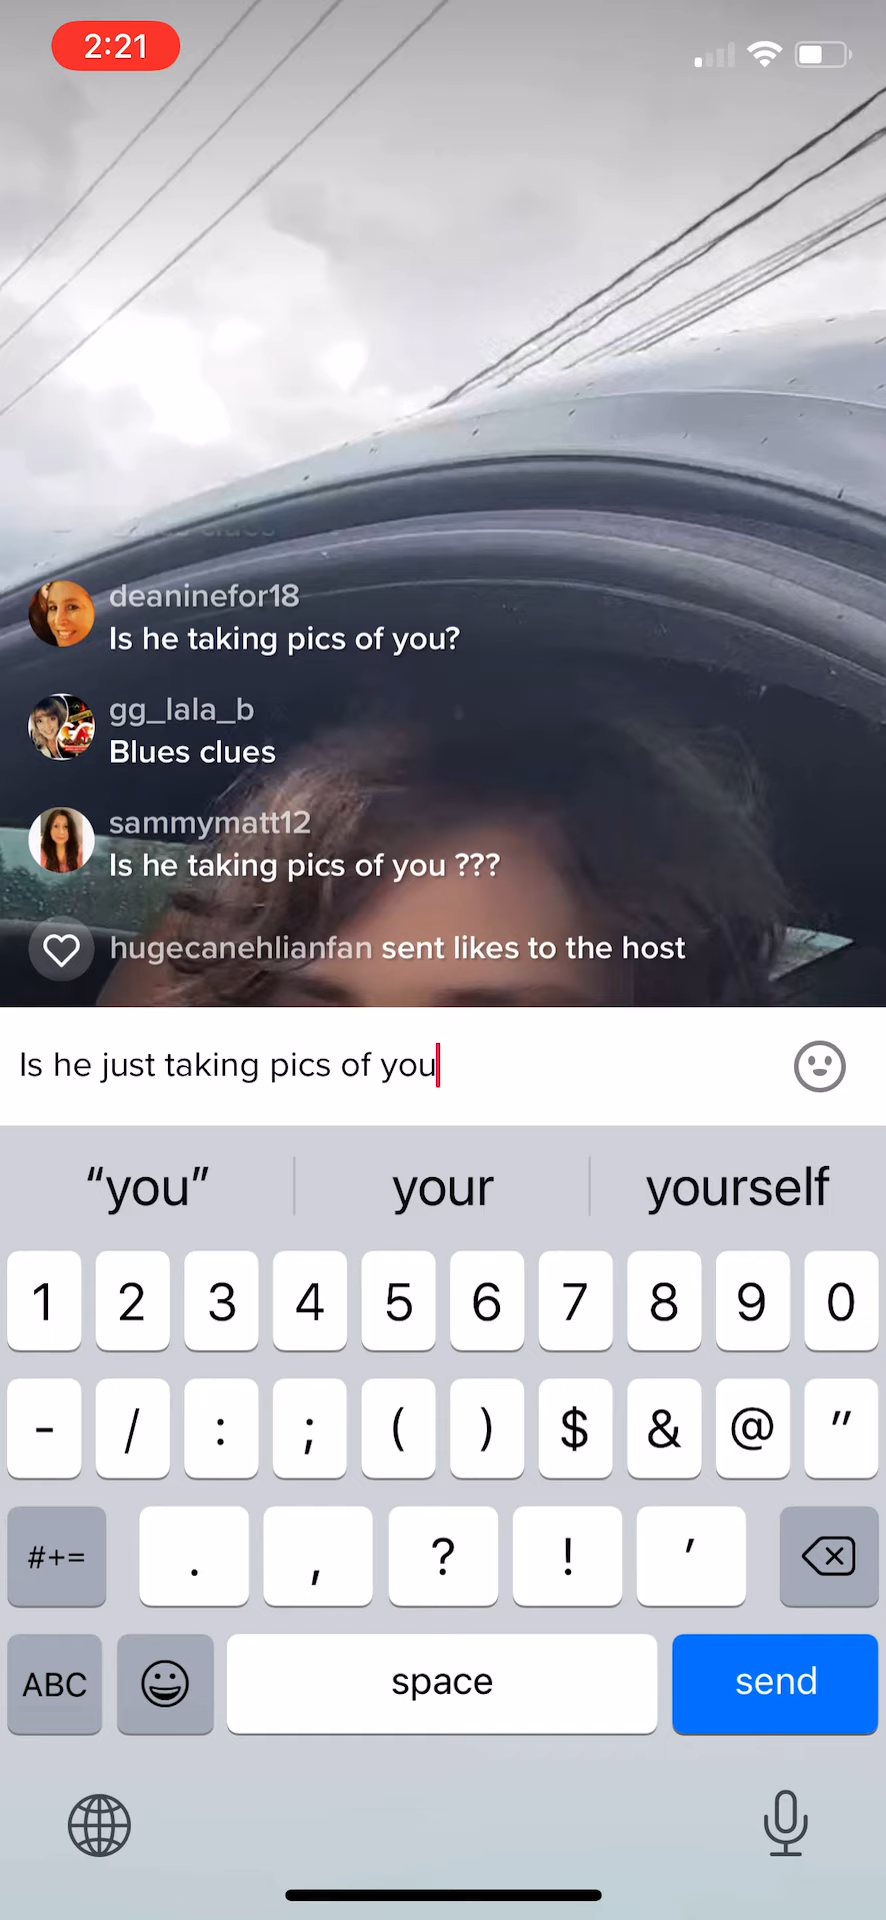 2:21
deaninefor18
Is he taking pics of you?
gg_lala_b
Blues clues
sammymatt12
Is he taking pics of you ???
hugecanehlianfan sent likes to the host
Is he just taking pics of you
“you” your yourself
1 2 3 4 5 6 7 8 9 0
- / : ; ( ) $ & @ "
#+= . , ? ! '
ABC space send